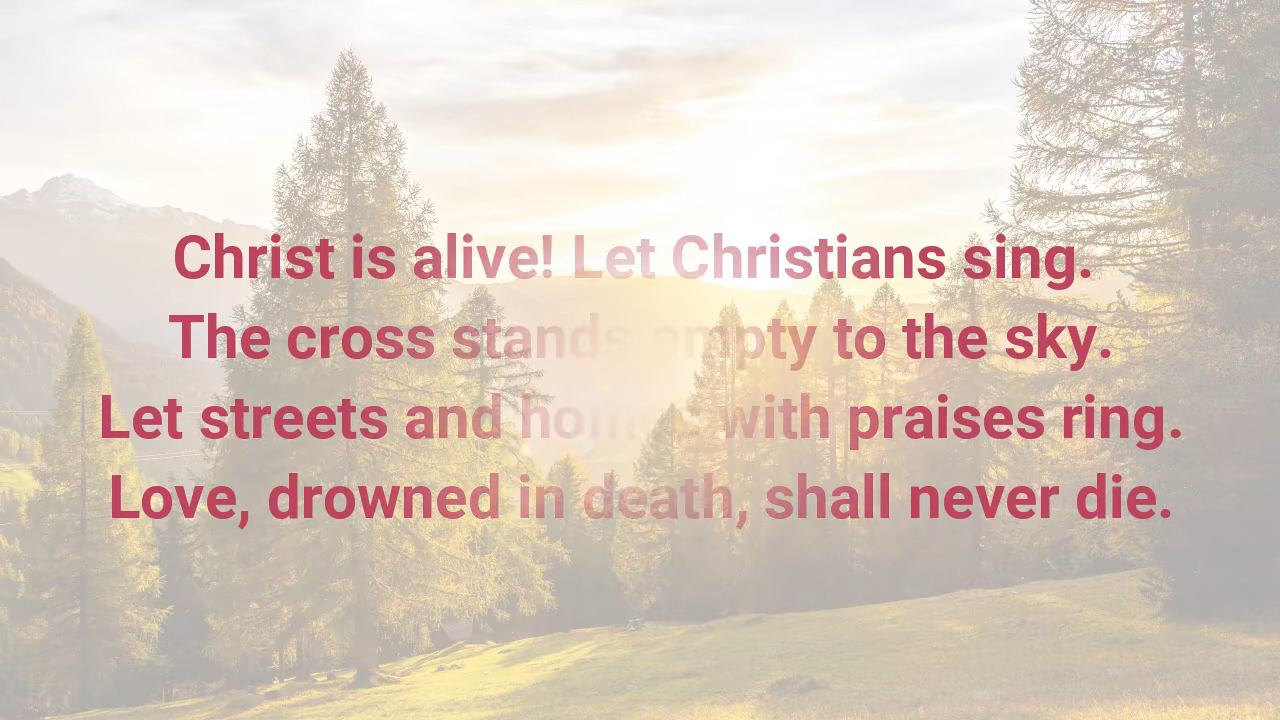 Christ is alive! Let Christians sing.
The cross stands empty to the sky.
Let streets and homes with praises ring.
Love, drowned in death, shall never die.